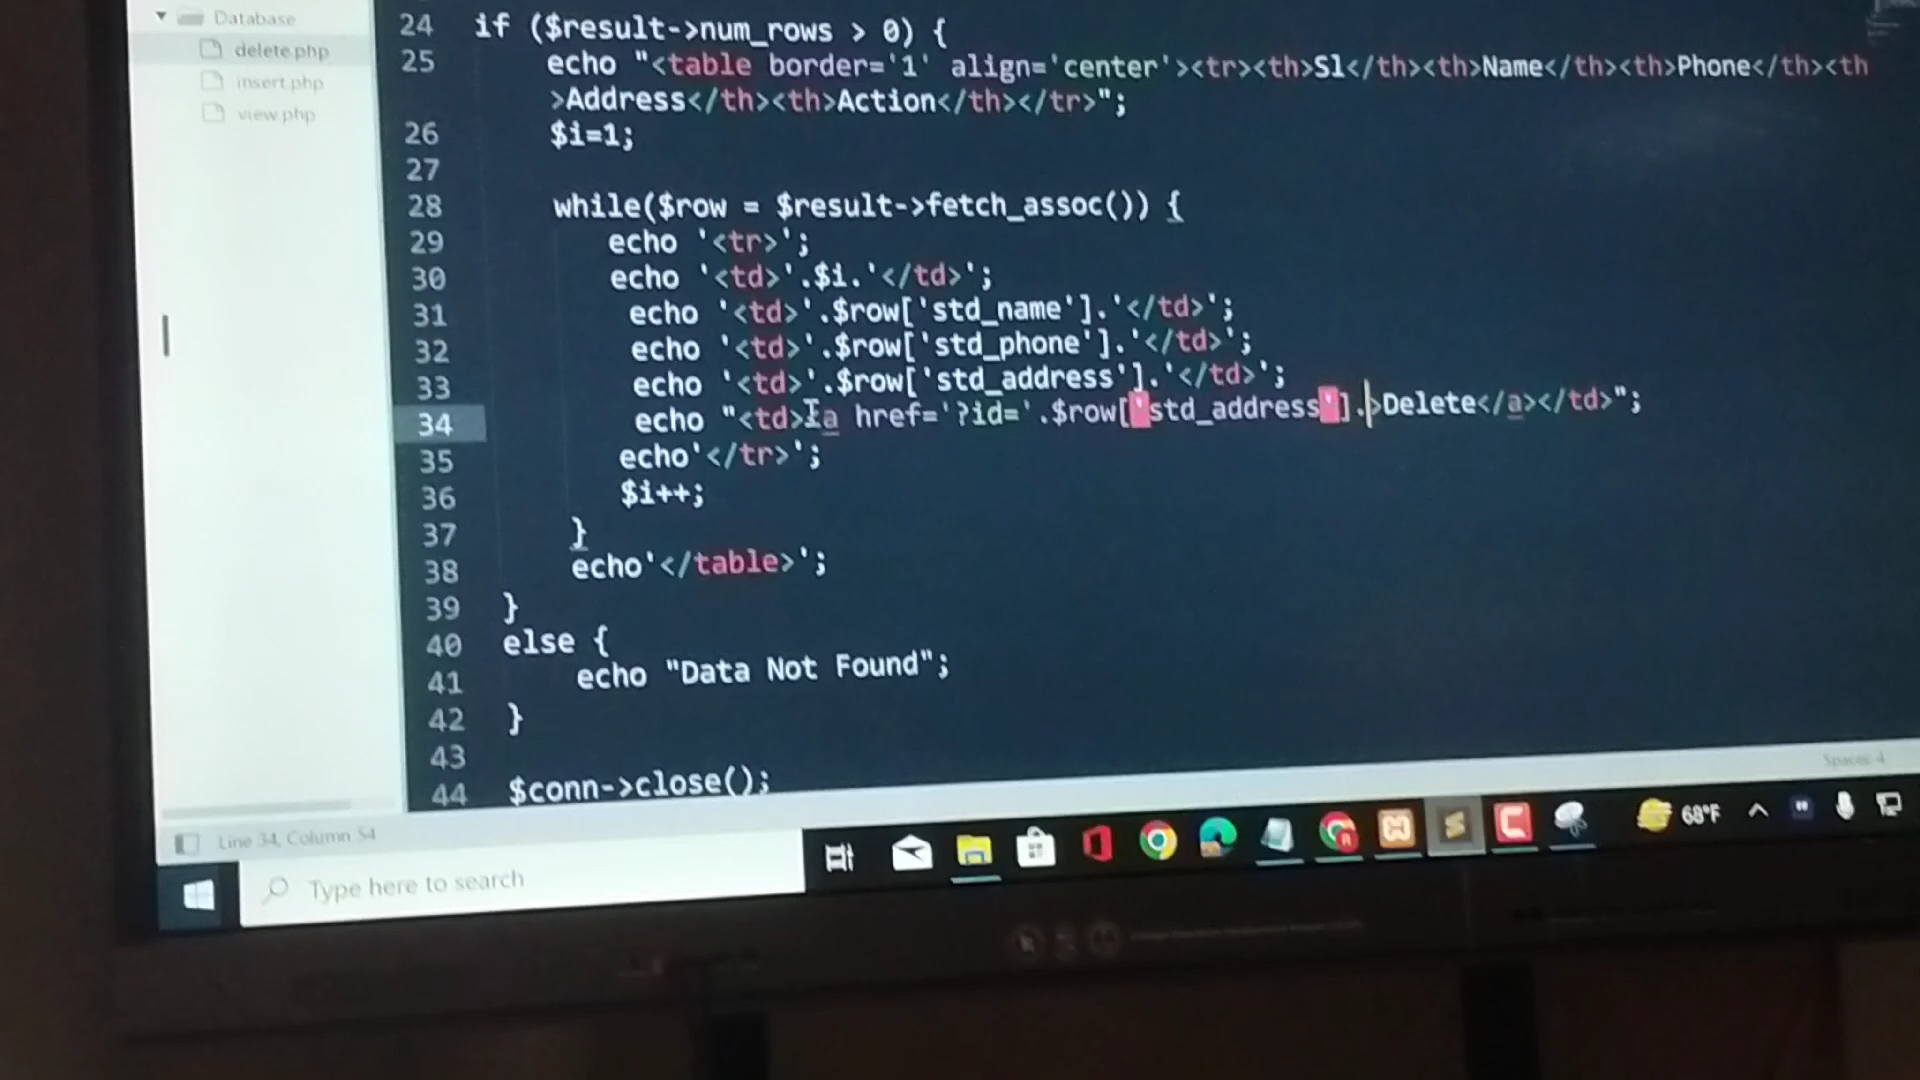 Database
delete.php
insert.php
view.php
24 if ($result->num_rows > 0) {
25 echo "<table border='1' align='center'><tr><th>Sl</th><th>Name</th><th>Phone</th><th
>Address</th><th>Action</th></tr>";
26 $i=1;
27
28 while($row = $result->fetch_assoc()) {
29 echo '<tr>';
30 echo '<td>'.$i.'</td>';
31 echo '<td>'.$row['std_name'].'</td>';
32 echo '<td>'.$row['std_phone'].'</td>';
33 echo '<td>'.$row['std_address'].'</td>';
34 echo "<td><a href='?id='.$row['std_address'].>Delete</a></td>";
35 echo'</tr>';
36 $i++;
37 }
38 echo'</table>';
39 }
40 else {
41 echo "Data Not Found";
42 }
43
44 $conn->close();
Line 34, Column 54
Spaces: 4
Type here to search
68°F